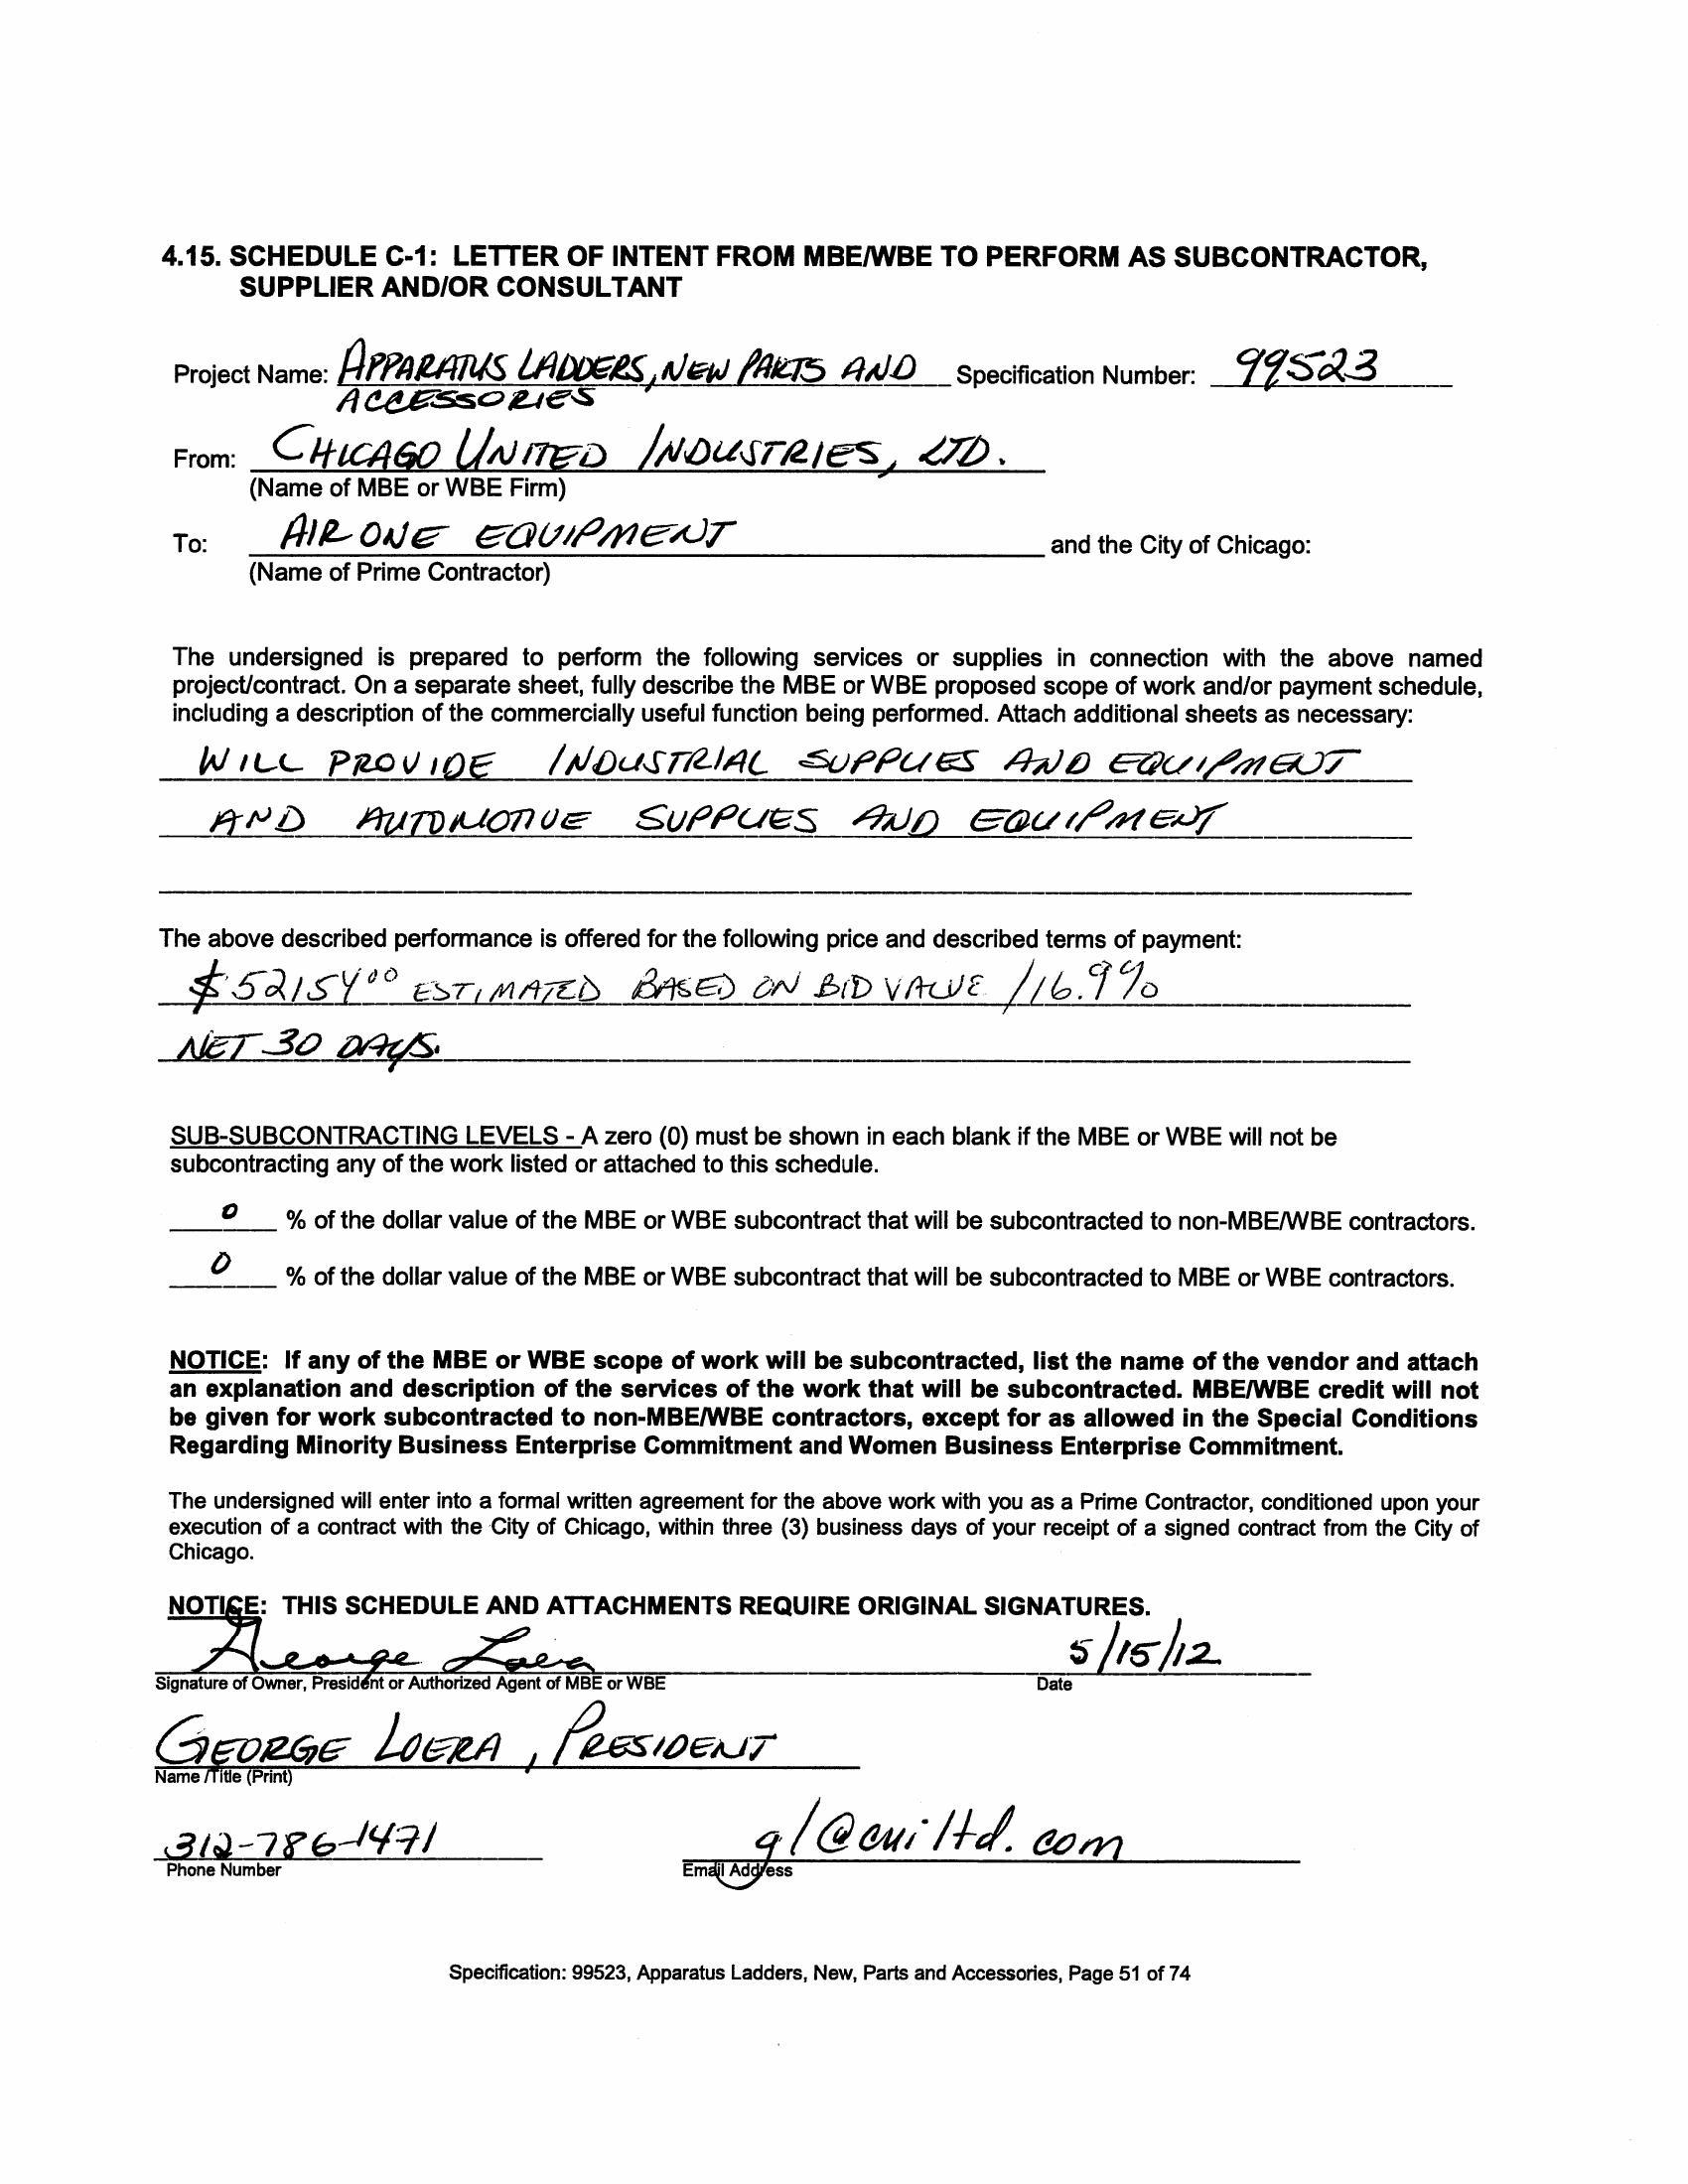 4.15. SCHEDULE C-1: LETTER OF INTENT FROM MBE/WBE TO PERFORM AS SUBCONTRACTOR,
SUPPLIER AND/OR CONSULTANT
Project Name: APPARATUS LADDERS, NEW PARTS AND Specification Number: 99523
ACCESSORIES
From: CHICAGO UNITED INDUSTRIES, LTD.
(Name of MBE or WBE Firm)
To: AIR ONE EQUIPMENT and the City of Chicago:
(Name of Prime Contractor)
The undersigned is prepared to perform the following services or supplies in connection with the above named
project/contract. On a separate sheet, fully describe the MBE or WBE proposed scope of work and/or payment schedule,
including a description of the commercially useful function being performed. Attach additional sheets as necessary:
WILL PROVIDE INDUSTRIAL SUPPLIES AND EQUIPMENT
AND AUTOMOTIVE SUPPLIES AND EQUIPMENT
The above described performance is offered for the following price and described terms of payment:
$52154 00 ESTIMATED BASED ON BID VALUE /16.9%
NET 30 DAYS.
SUB-SUBCONTRACTING LEVELS - A zero (0) must be shown in each blank if the MBE or WBE will not be
subcontracting any of the work listed or attached to this schedule.
0 % of the dollar value of the MBE or WBE subcontract that will be subcontracted to non-MBE/WBE contractors.
0 % of the dollar value of the MBE or WBE subcontract that will be subcontracted to MBE or WBE contractors.
NOTICE: If any of the MBE or WBE scope of work will be subcontracted, list the name of the vendor and attach
an explanation and description of the services of the work that will be subcontracted. MBE/WBE credit will not
be given for work subcontracted to non-MBE/WBE contractors, except for as allowed in the Special Conditions
Regarding Minority Business Enterprise Commitment and Women Business Enterprise Commitment.
The undersigned will enter into a formal written agreement for the above work with you as a Prime Contractor, conditioned upon your
execution of a contract with the City of Chicago, within three (3) business days of your receipt of a signed contract from the City of
Chicago.
NOTICE: THIS SCHEDULE AND ATTACHMENTS REQUIRE ORIGINAL SIGNATURES.
George Loera 5/15/12
Signature of Owner, President or Authorized Agent of MBE or WBE Date
GEORGE LOERA, PRESIDENT
Name /Title (Print)
312-786-1471 gl@cuiltd.com
Phone Number Email Address
Specification: 99523, Apparatus Ladders, New, Parts and Accessories, Page 51 of 74